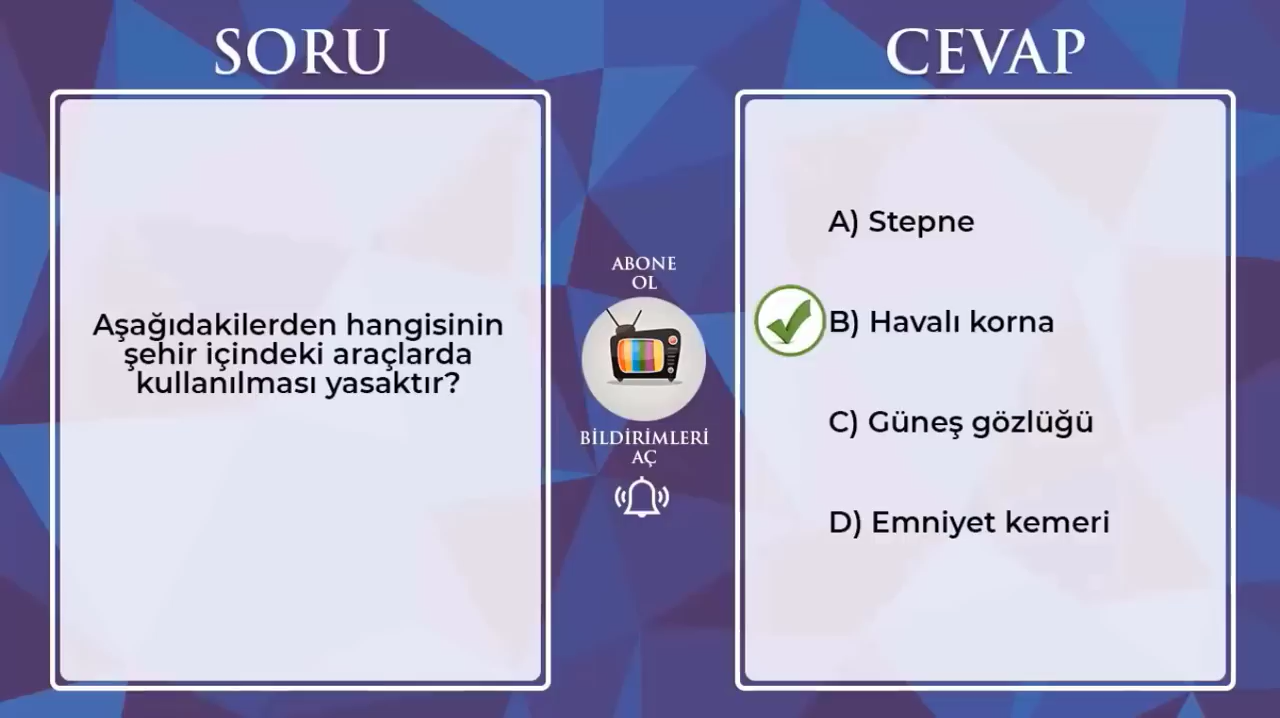 SORU
Aşağıdakilerden hangisinin
şehir içindeki araçlarda
kullanılması yasaktır?
ABONE
OL
BİLDİRİMLERİ
AÇ
CEVAP
A) Stepne
B) Havalı korna
C) Güneş gözlüğü
D) Emniyet kemeri